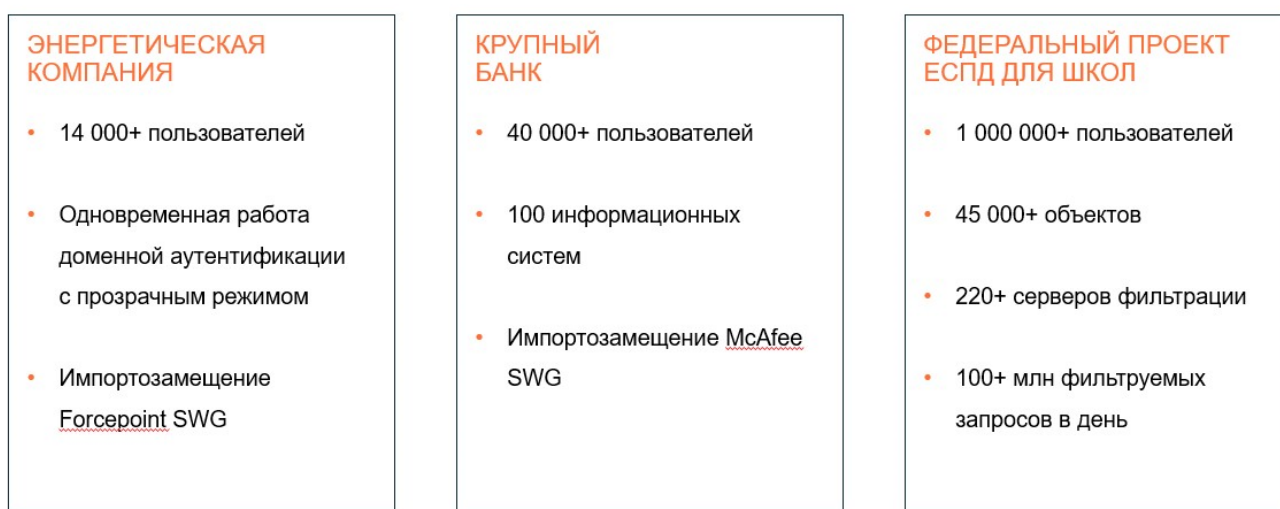 ЭНЕРГЕТИЧЕСКАЯ
КОМПАНИЯ
• 14 000+ пользователей
• Одновременная работа
доменной аутентификации
с прозрачным режимом
• Импортозамещение
Forcepoint SWG
КРУПНЫЙ
БАНК
• 40 000+ пользователей
• 100 информационных
систем
• Импортозамещение McAfee
SWG
ФЕДЕРАЛЬНЫЙ ПРОЕКТ
ЕСПД ДЛЯ ШКОЛ
• 1 000 000+ пользователей
• 45 000+ объектов
• 220+ серверов фильтрации
• 100+ млн фильтруемых
запросов в день